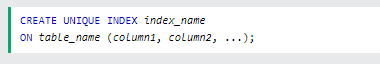 CREATE UNIQUE INDEX index_name
ON table_name (column1, column2, ...);